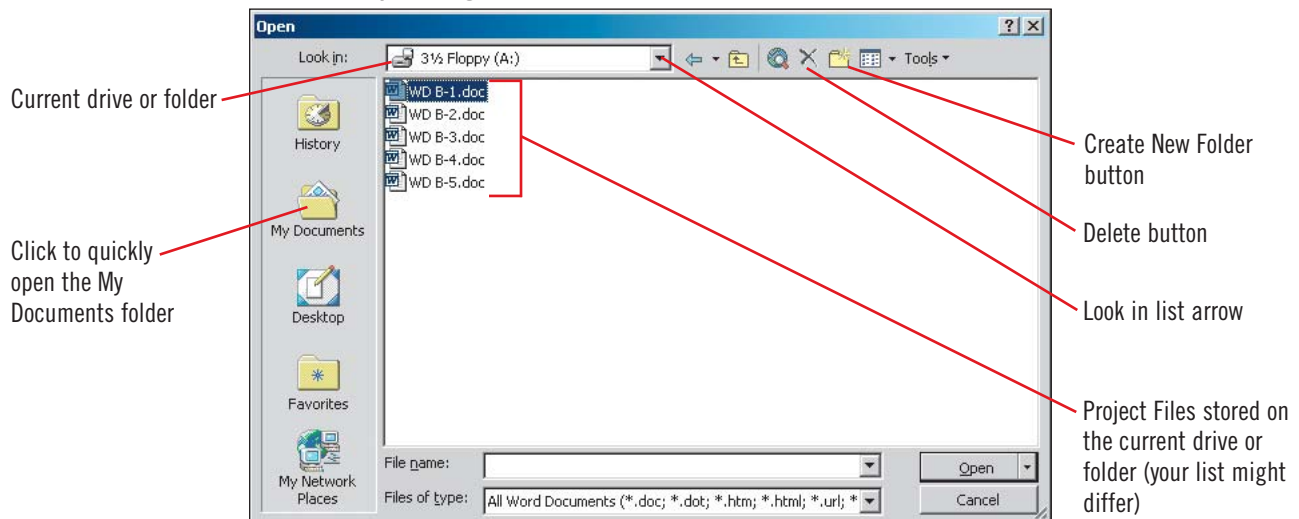 Open
Look in:
3½ Floppy (A:)
Tools
Current drive or folder
History
My Documents
Click to quickly
open the My
Documents folder
Desktop
Favorites
My Network
Places
WD B-1.doc
WD B-2.doc
WD B-3.doc
WD B-4.doc
WD B-5.doc
File name:
Open
Files of type:
All Word Documents (*.doc; *.dot; *.htm; *.html; *.url; *
Cancel
Create New Folder
button
Delete button
Look in list arrow
Project Files stored on
the current drive or
folder (your list might
differ)